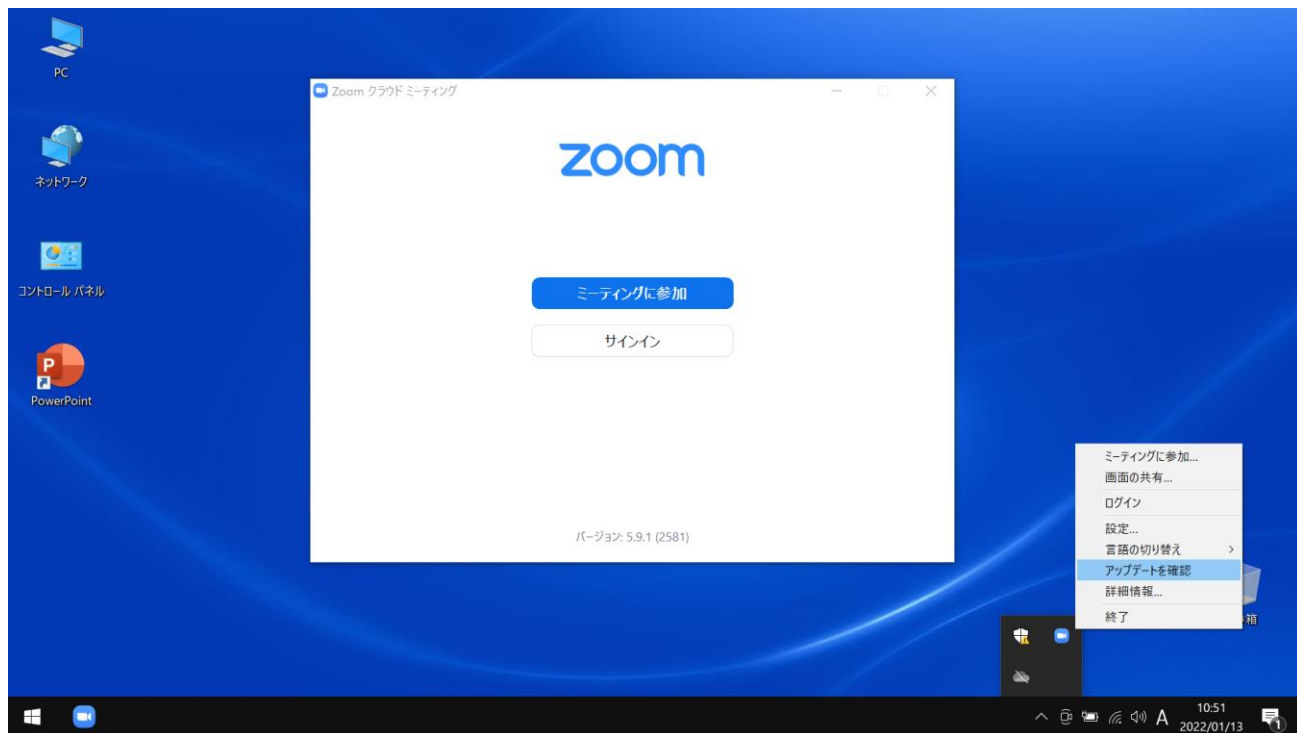 PC
ネットワーク
コントロール パネル
PowerPoint
Zoom クラウド ミーティング
zoom
ミーティングに参加
サインイン
バージョン: 5.9.1 (2581)
ミーティングに参加...
画面の共有...
ログイン
設定...
言語の切り替え
アップデートを確認
詳細情報...
終了
箱
A
10:51
2022/01/13
1